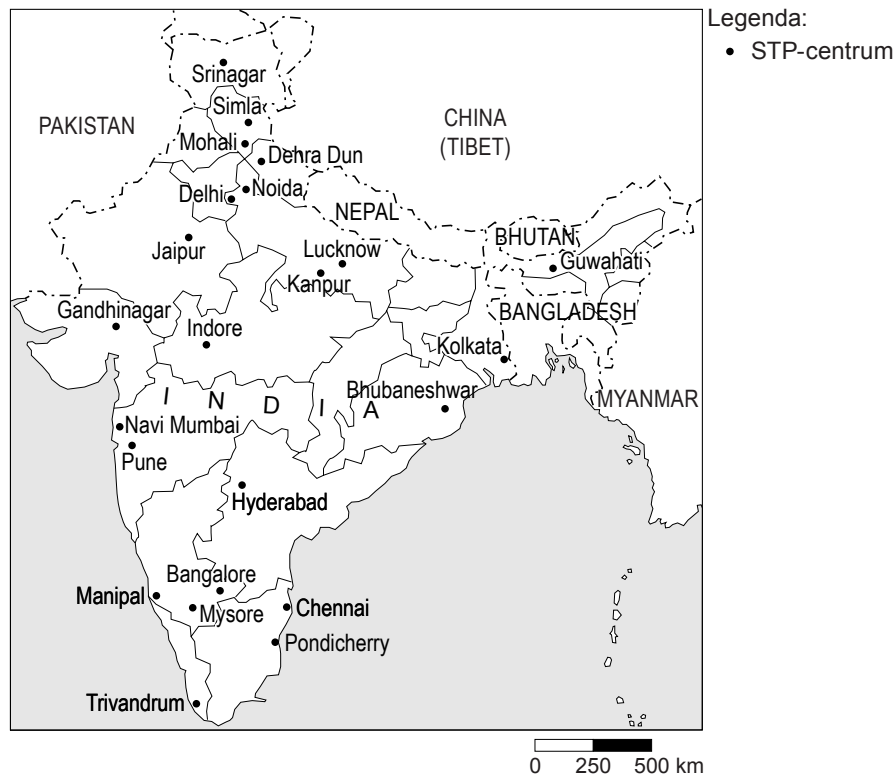 Legenda:
• STP-centrum
Srinagar
Simla
PAKISTAN
CHINA
(TIBET)
Mohali
Dehra Dun
Delhi
Noida
NEPAL
Jaipur
Lucknow
BHUTAN
Kanpur
Guwahati
Gandhinagar
BANGLADESH
Indore
Kolkata
INDIA
Bhubaneshwar
MYANMAR
Navi Mumbai
Pune
Hyderabad
Bangalore
Manipal
Mysore
Chennai
Pondicherry
Trivandrum
0 250 500 km